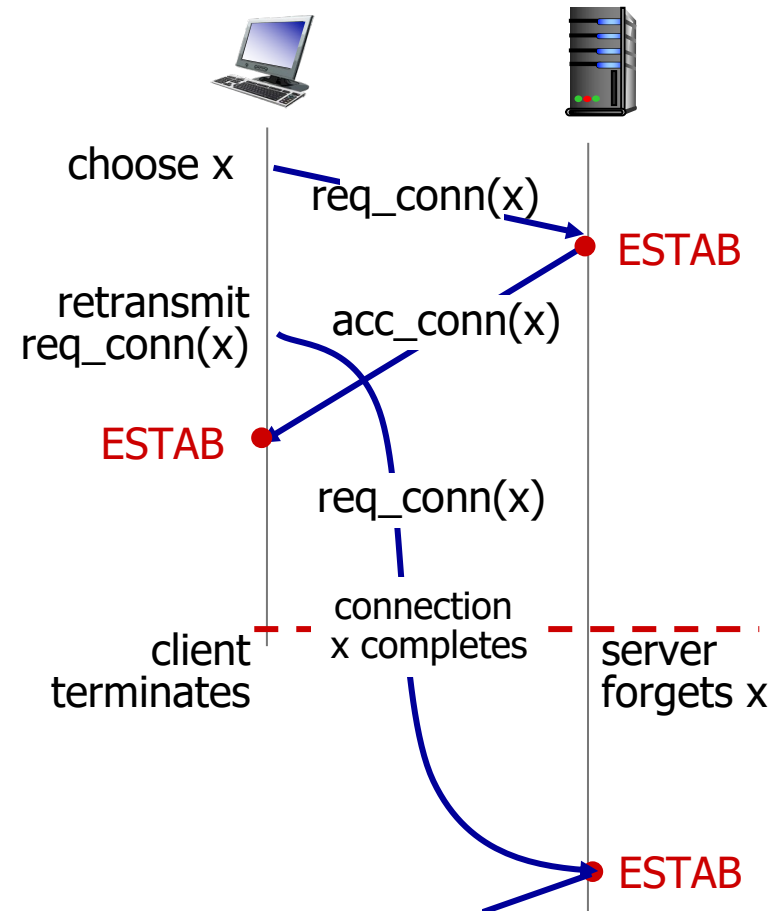 choose x
req_conn(x)
ESTAB
retransmit
req_conn(x)
acc_conn(x)
ESTAB
req_conn(x)
connection
x completes
client
terminates
server
forgets x
ESTAB